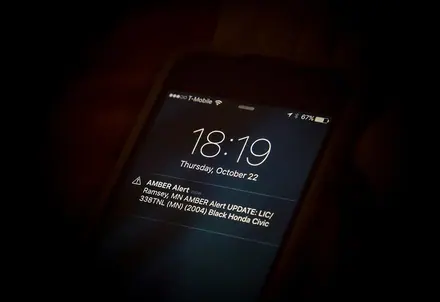 T-Mobile 67%
18:19
Thursday, October 22
AMBER Alert now
Ramsey, MN AMBER Alert UPDATE: LIC/
338TNL (MN) (2004) Black Honda Civic